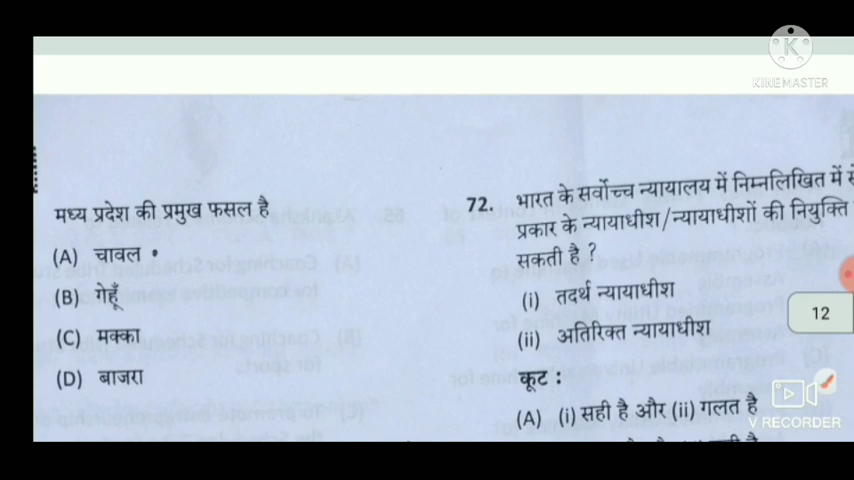 KINEMASTER
मध्य प्रदेश की प्रमुख फसल है
(A) चावल
(B) गेहूँ
(C) मक्का
(D) बाजरा
72. भारत के सर्वोच्च न्यायालय में निम्नलिखित में
प्रकार के न्यायाधीश/न्यायाधीशों की नियुक्ति
सकती है ?
(i) तदर्थ न्यायाधीश
(ii) अतिरिक्त न्यायाधीश
कूट :
(A) (i) सही है और (ii) गलत है
12
V RECORDER